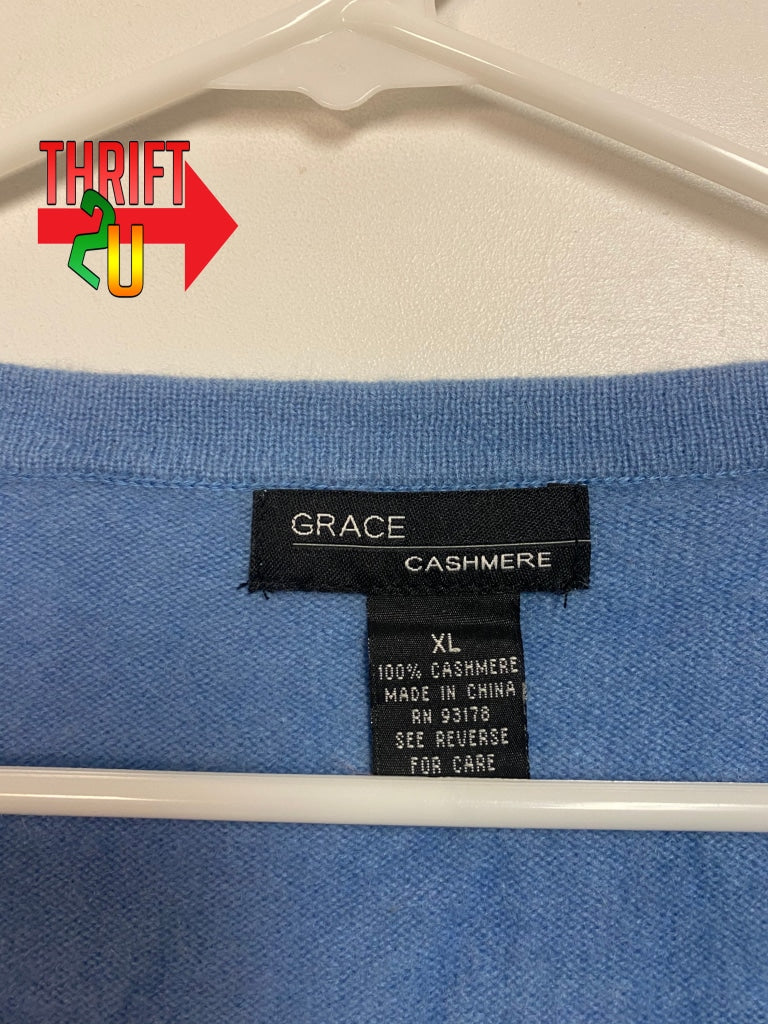 THRIFT
2U
GRACE
CASHMERE
XL
100% CASHMERE
MADE IN CHINA
RN 93178
SEE REVERSE
FOR CARE